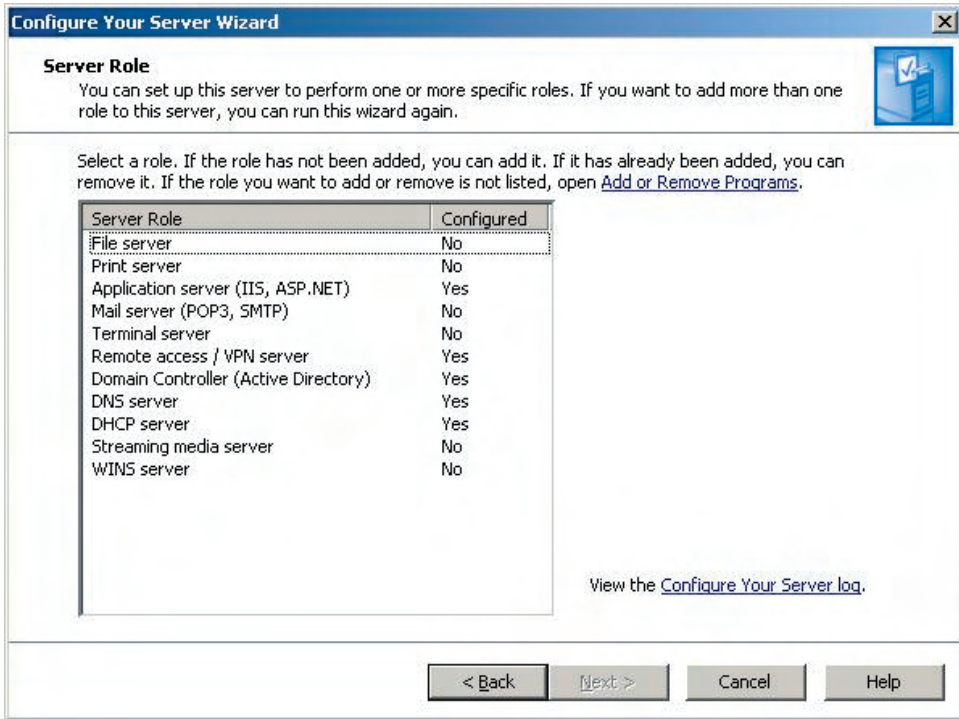 Configure Your Server Wizard
Server Role
You can set up this server to perform one or more specific roles. If you want to add more than one
role to this server, you can run this wizard again.
Select a role. If the role has not been added, you can add it. If it has already been added, you can
remove it. If the role you want to add or remove is not listed, open Add or Remove Programs.
Server Role Configured
File server No
Print server No
Application server (IIS, ASP.NET) Yes
Mail server (POP3, SMTP) No
Terminal server No
Remote access / VPN server Yes
Domain Controller (Active Directory) Yes
DNS server Yes
DHCP server Yes
Streaming media server No
WINS server No
View the Configure Your Server log.
< Back Next > Cancel Help